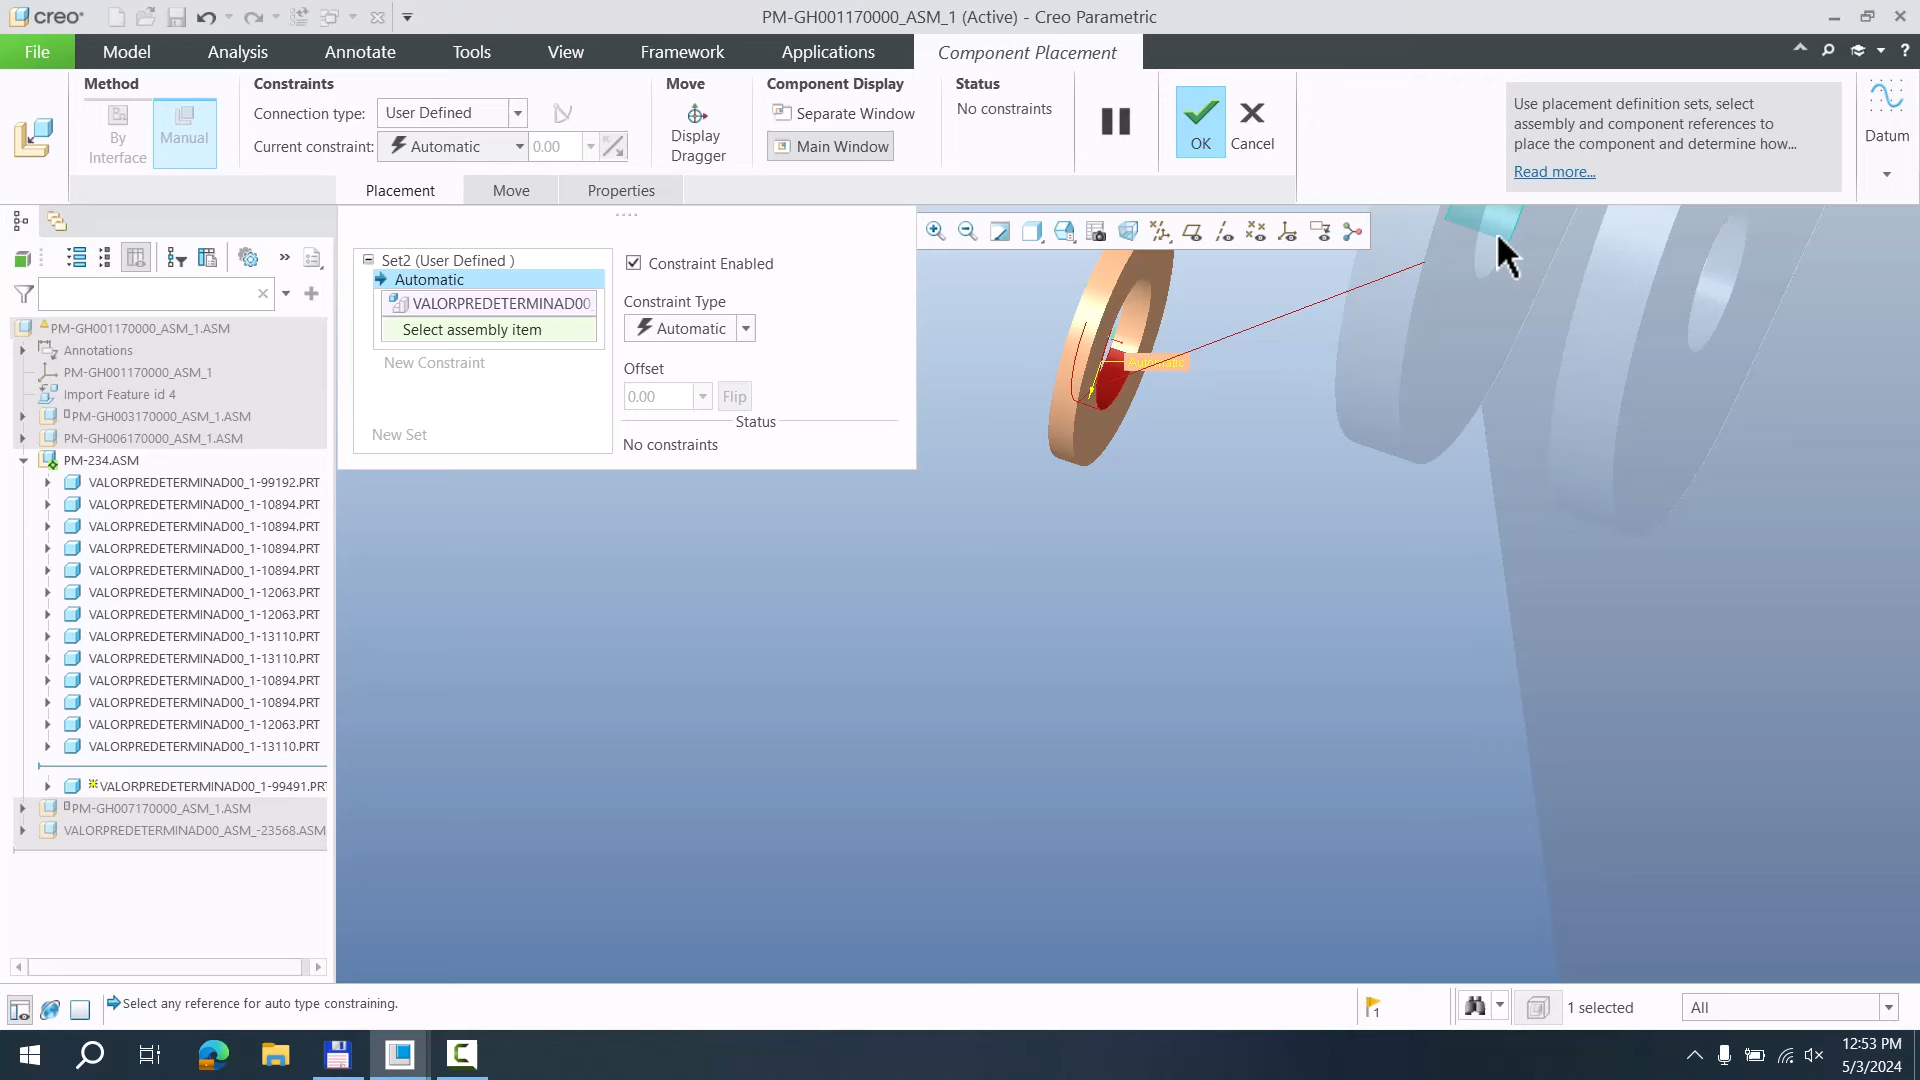 creo®
PM-GH001170000_ASM_1 (Active) - Creo Parametric
File Model Analysis Annotate Tools View Framework Applications Component Placement
Method
By Interface
Manual
Constraints
Connection type: User Defined
Current constraint: Automatic 0.00
Move
Display Dragger
Component Display
Separate Window
Main Window
Status
No constraints
OK
Cancel
Use placement definition sets, select
assembly and component references to
place the component and determine how...
Read more...
Datum
Placement Move Properties
Set2 (User Defined )
Automatic
VALORPREDETERMINAD00
Select assembly item
New Constraint
New Set
Constraint Enabled
Constraint Type
Automatic
Offset
0.00 Flip
Status
No constraints
Automatic
PM-GH001170000_ASM_1.ASM
Annotations
PM-GH001170000_ASM_1
Import Feature id 4
PM-GH003170000_ASM_1.ASM
PM-GH006170000_ASM_1.ASM
PM-234.ASM
VALORPREDETERMINAD00_1-99192.PRT
VALORPREDETERMINAD00_1-10894.PRT
VALORPREDETERMINAD00_1-10894.PRT
VALORPREDETERMINAD00_1-10894.PRT
VALORPREDETERMINAD00_1-10894.PRT
VALORPREDETERMINAD00_1-12063.PRT
VALORPREDETERMINAD00_1-12063.PRT
VALORPREDETERMINAD00_1-13110.PRT
VALORPREDETERMINAD00_1-13110.PRT
VALORPREDETERMINAD00_1-10894.PRT
VALORPREDETERMINAD00_1-10894.PRT
VALORPREDETERMINAD00_1-12063.PRT
VALORPREDETERMINAD00_1-13110.PRT
VALORPREDETERMINAD00_1-99491.PRT
PM-GH007170000_ASM_1.ASM
VALORPREDETERMINAD00_ASM_-23568.ASM
Select any reference for auto type constraining.
1
1 selected
All
12:53 PM
5/3/2024